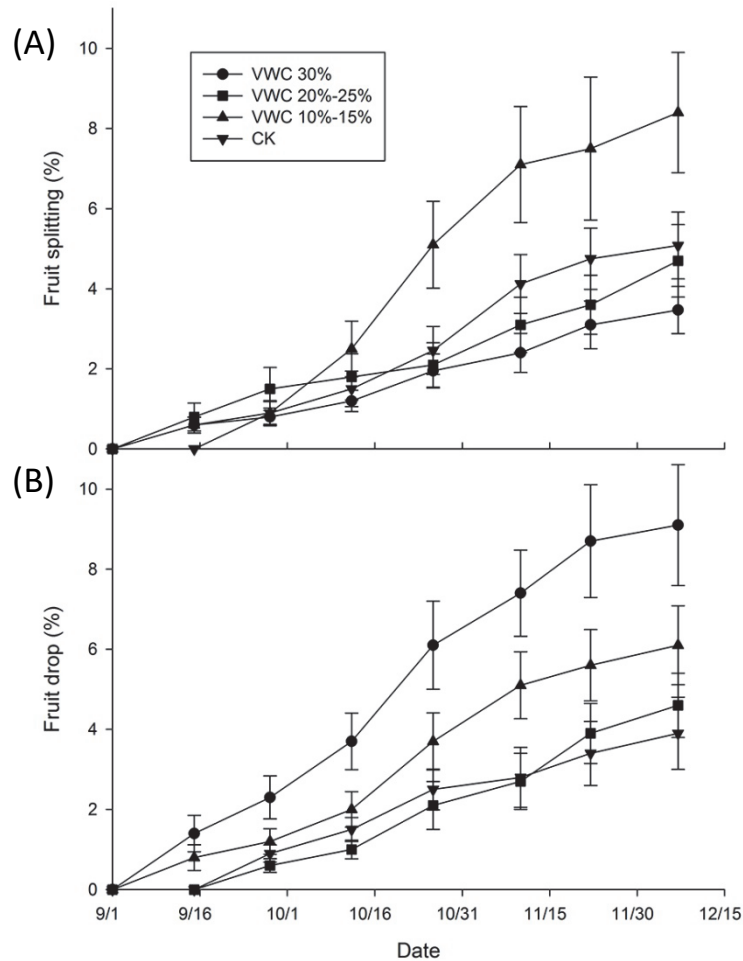 (A)
10
8
6
4
2
0
Fruit splitting (%)
VWC 30%
VWC 20%-25%
VWC 10%-15%
CK
(B)
10
8
6
4
2
0
Fruit drop (%)
9/1 9/16 10/1 10/16 10/31 11/15 11/30 12/15
Date